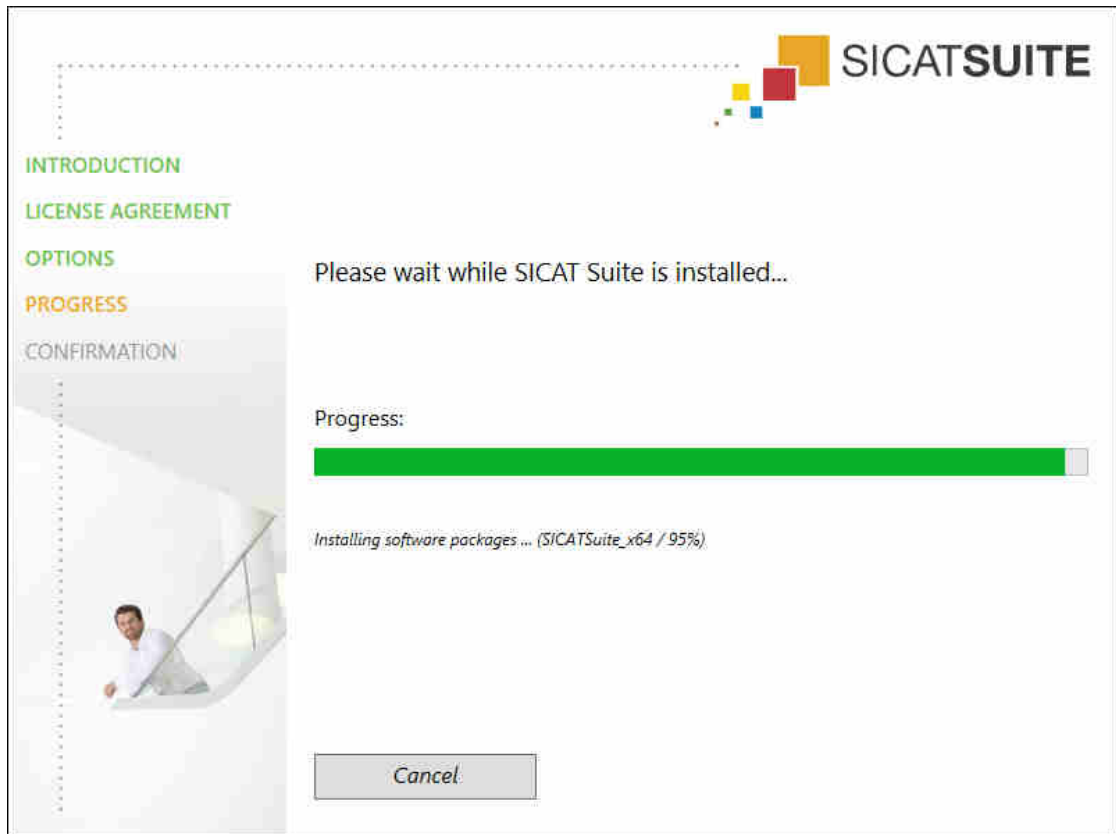 SICATSUITE
INTRODUCTION
LICENSE AGREEMENT
OPTIONS
PROGRESS
CONFIRMATION
Please wait while SICAT Suite is installed...
Progress:
Installing software packages ... (SICATSuite_x64 / 95%)
Cancel